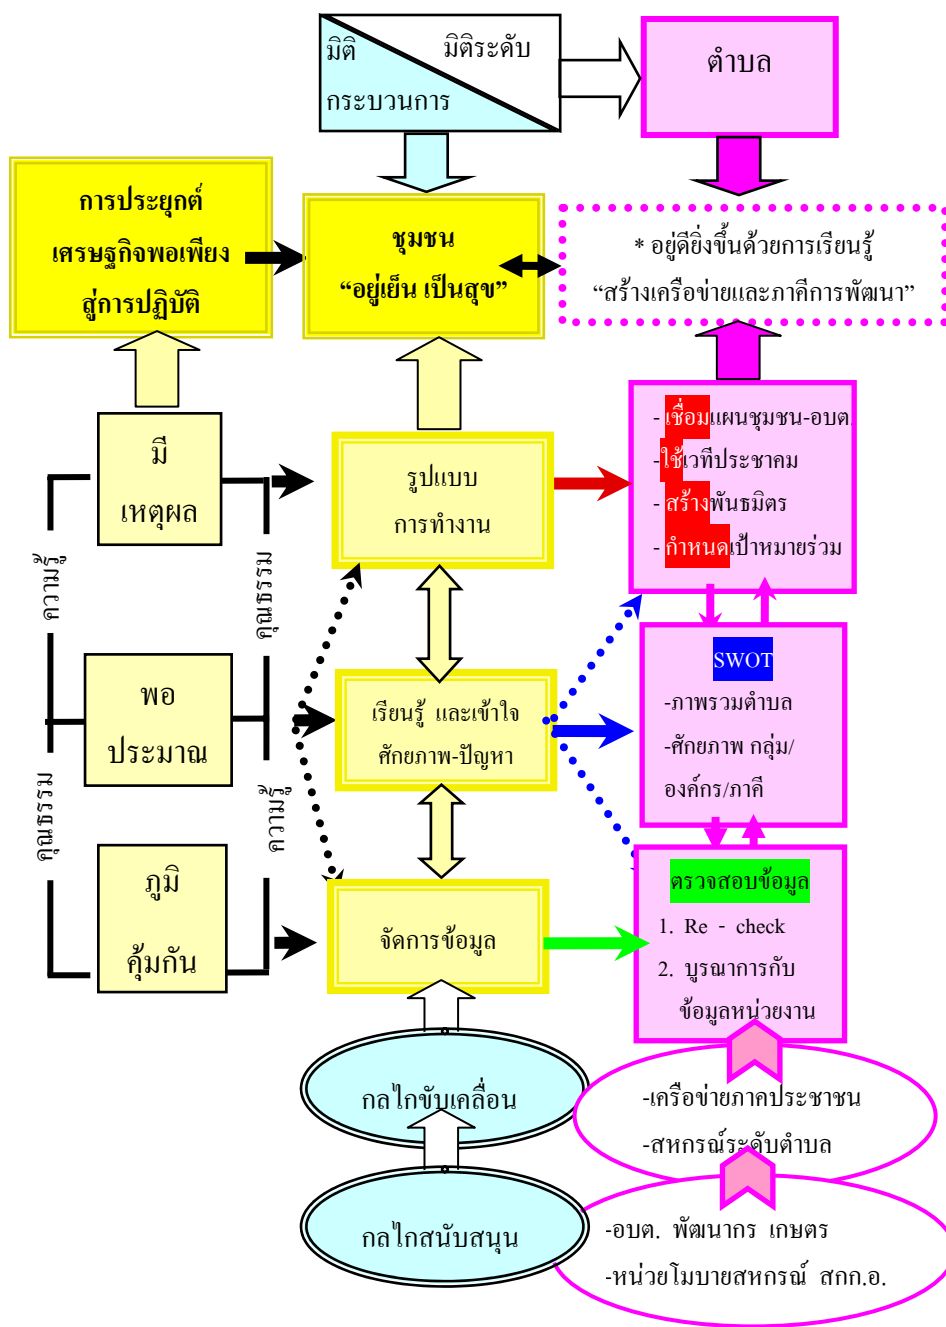 มิติ
มิติระดับ
กระบวนการ
ตำบล
การประยุกต์
เศรษฐกิจพอเพียง
สู่การปฏิบัติ
ชุมชน
“อยู่เย็น เป็นสุข”
* อยู่ดียิ่งขึ้นด้วยการเรียนรู้
“สร้างเครือข่ายและภาคีการพัฒนา”
มี
เหตุผล
ความรู้
คุณธรรม
รูปแบบ
การทำงาน
- เชื่อมแผนชุมชน-อบต.
-ใช้เวทีประชาคม
- สร้างพันธมิตร
- กำหนดเป้าหมายร่วม
พอ
ประมาณ
คุณธรรม
ความรู้
เรียนรู้ และเข้าใจ
ศักยภาพ-ปัญหา
SWOT
-ภาพรวมตำบล
-ศักยภาพ กลุ่ม/
องค์กร/ภาคี
ภูมิ
คุ้มกัน
จัดการข้อมูล
ตรวจสอบข้อมูล
1. Re - check
2. บูรณาการกับ
ข้อมูลหน่วยงาน
กลไกขับเคลื่อน
-เครือข่ายภาคประชาชน
-สหกรณ์ระดับตำบล
กลไกสนับสนุน
-อบต. พัฒนากร เกษตร
-หน่วยโมบายสหกรณ์ สกก.อ.